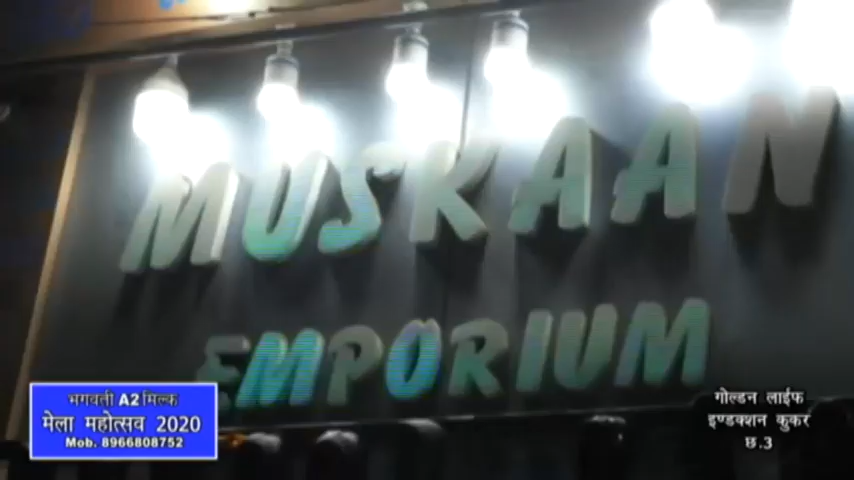 MUSKAAN
EMPORIUM
भगवती A2 मिल्क
मेला महोत्सव 2020
Mob. 8966808752
गोल्डन लाईफ
इण्डक्शन कुकर
छ.3